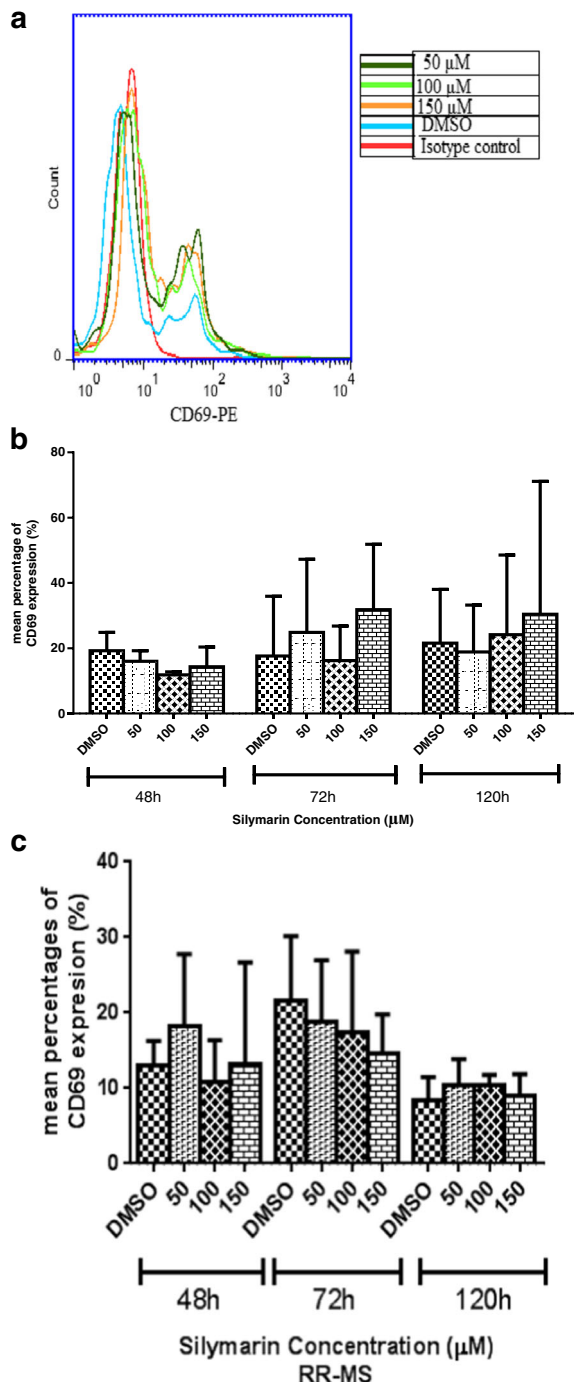 a
50 µM
100 µM
150 µM
DMSO
Isotype control
Count
0
10^0 10^1 10^2 10^3 10^4
CD69-PE
b
mean percentage of
CD69 expression (%)
80
60
40
20
0
DMSO 50 100 150 DMSO 50 100 150 DMSO 50 100 150
48h 72h 120h
Silymarin Concentration (µM)
c
mean percentages of
CD69 expresion (%)
40
30
20
10
0
DMSO 50 100 150 DMSO 50 100 150 DMSO 50 100 150
48h 72h 120h
Silymarin Concentration (µM)
RR-MS